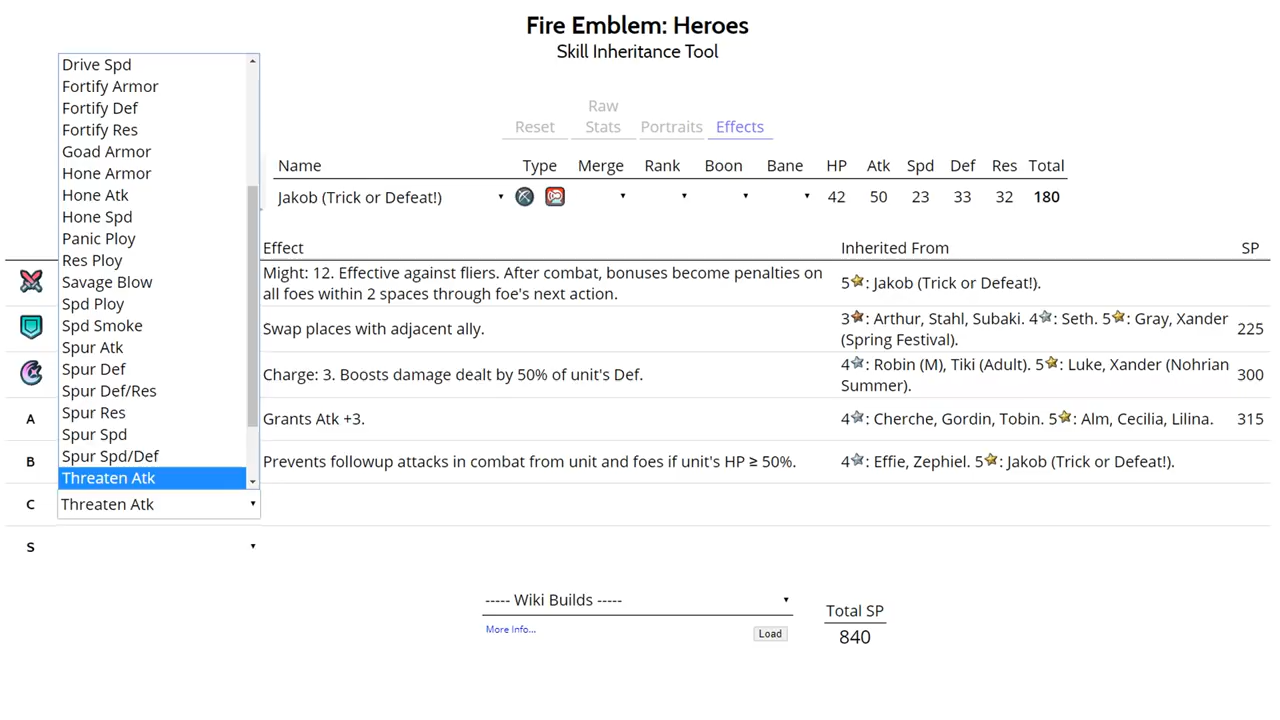 Fire Emblem: Heroes
Skill Inheritance Tool
Reset Raw Stats Portraits Effects
Name Type Merge Rank Boon Bane HP Atk Spd Def Res Total
Jakob (Trick or Defeat!) 42 50 23 33 32 180
Effect Inherited From SP
Might: 12. Effective against fliers. After combat, bonuses become penalties on
all foes within 2 spaces through foe's next action.
5: Jakob (Trick or Defeat!).
Swap places with adjacent ally.
3: Arthur, Stahl, Subaki. 4: Seth. 5: Gray, Xander
(Spring Festival).
225
Charge: 3. Boosts damage dealt by 50% of unit's Def.
4: Robin (M), Tiki (Adult). 5: Luke, Xander (Nohrian
Summer).
300
A Grants Atk +3. 4: Cherche, Gordin, Tobin. 5: Alm, Cecilia, Lilina. 315
B Prevents followup attacks in combat from unit and foes if unit's HP ≥ 50%. 4: Effie, Zephiel. 5: Jakob (Trick or Defeat!).
C Threaten Atk
S
Drive Spd
Fortify Armor
Fortify Def
Fortify Res
Goad Armor
Hone Armor
Hone Atk
Hone Spd
Panic Ploy
Res Ploy
Savage Blow
Spd Ploy
Spd Smoke
Spur Atk
Spur Def
Spur Def/Res
Spur Res
Spur Spd
Spur Spd/Def
Threaten Atk
----- Wiki Builds -----
More Info...
Load
Total SP
840